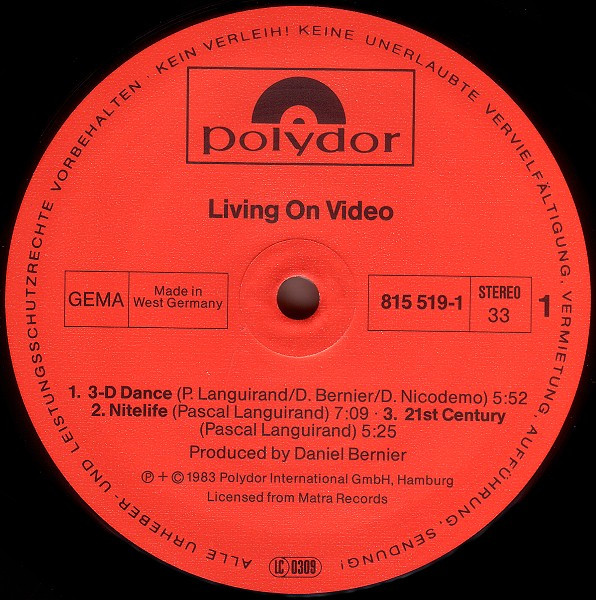 ALLE URHEBER- UND LEISTUNGSSCHUTZRECHTE VORBEHALTEN · KEIN VERLEIH! KEINE UNERLAUBTE VERVIELFÄLTIGUNG, VERMIETUNG, AUFFÜHRUNG, SENDUNG!
polydor
Living On Video
GEMA
Made in
West Germany
815 519-1
STEREO
33
1
1. 3-D Dance (P. Languirand/D. Bernier/D. Nicodemo) 5:52
2. Nitelife (Pascal Languirand) 7:09 · 3. 21st Century
(Pascal Languirand) 5:25
Produced by Daniel Bernier
℗ + © 1983 Polydor International GmbH, Hamburg
Licensed from Matra Records
LC 0309